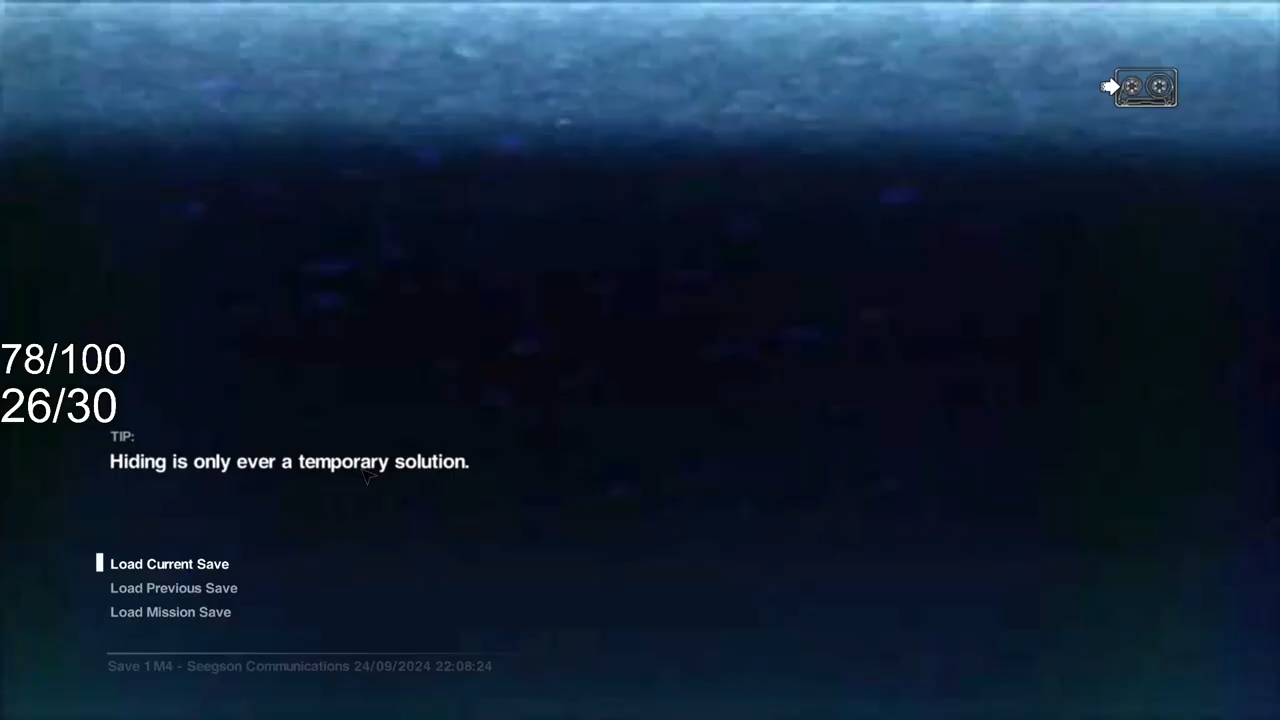 78/100
26/30
TIP:
Hiding is only ever a temporary solution.
Load Current Save
Load Previous Save
Load Mission Save
Save 1 M4 - Seegson Communications 24/09/2024 22:08:24